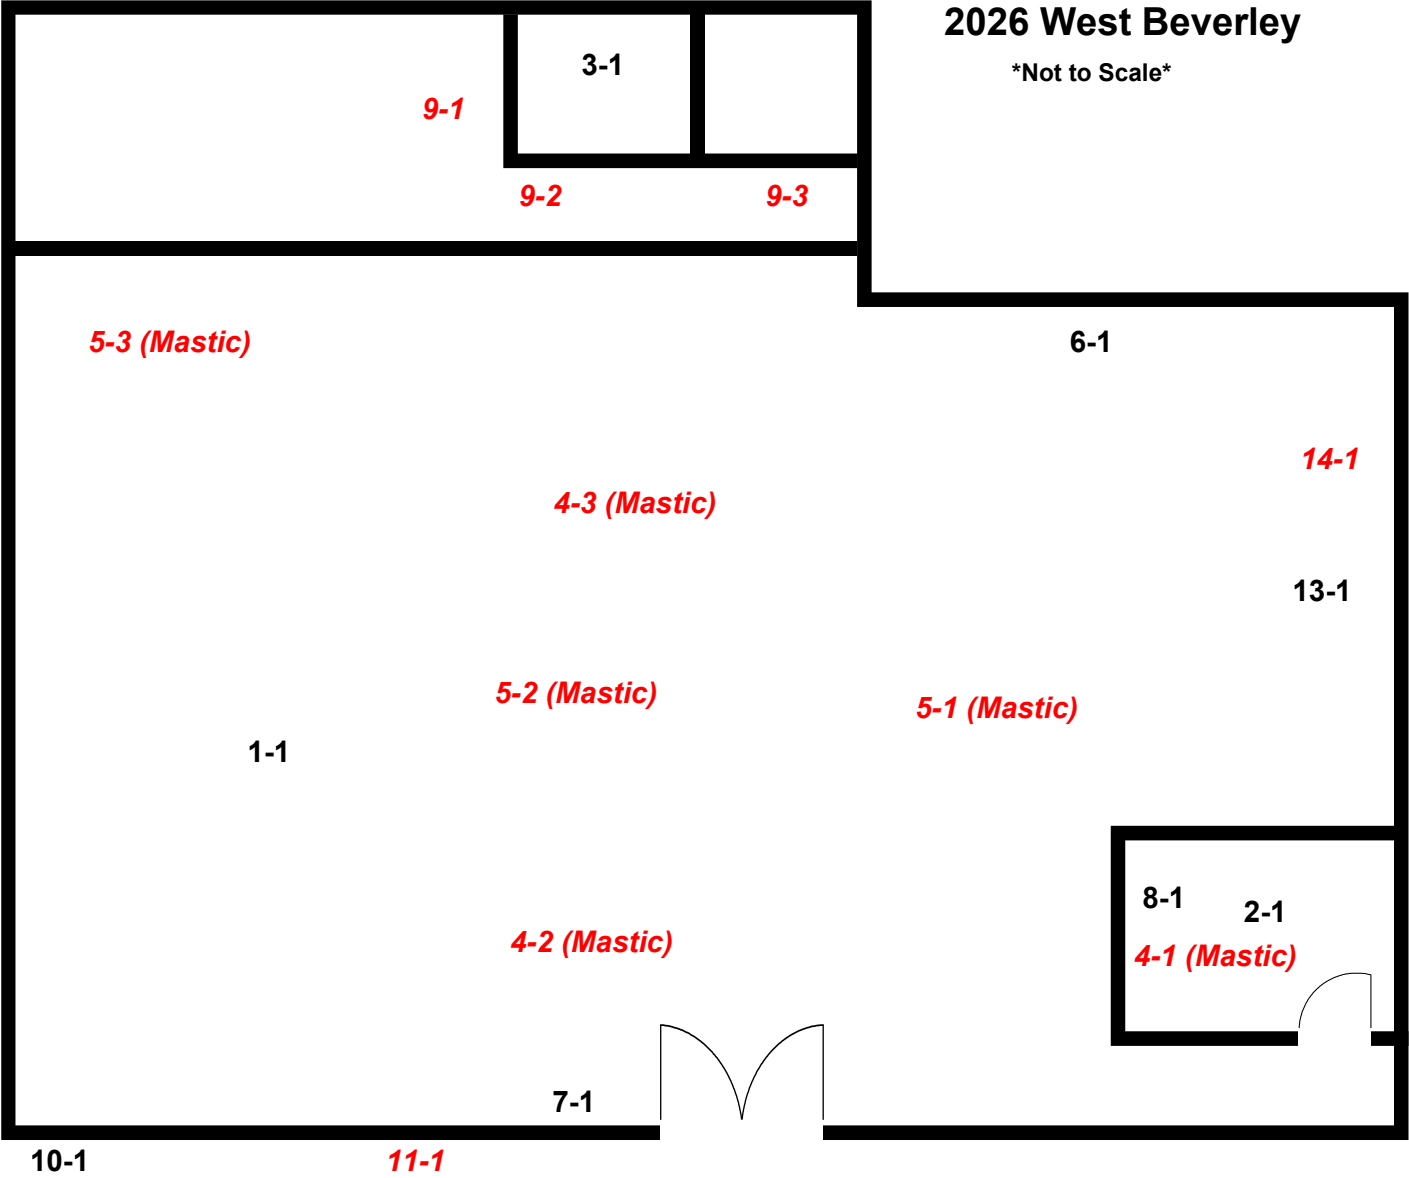 2026 West Beverley
*Not to Scale*
3-1
9-1
9-2
9-3
5-3 (Mastic)
6-1
14-1
4-3 (Mastic)
13-1
5-2 (Mastic)
5-1 (Mastic)
1-1
8-1
2-1
4-2 (Mastic)
4-1 (Mastic)
7-1
10-1
11-1